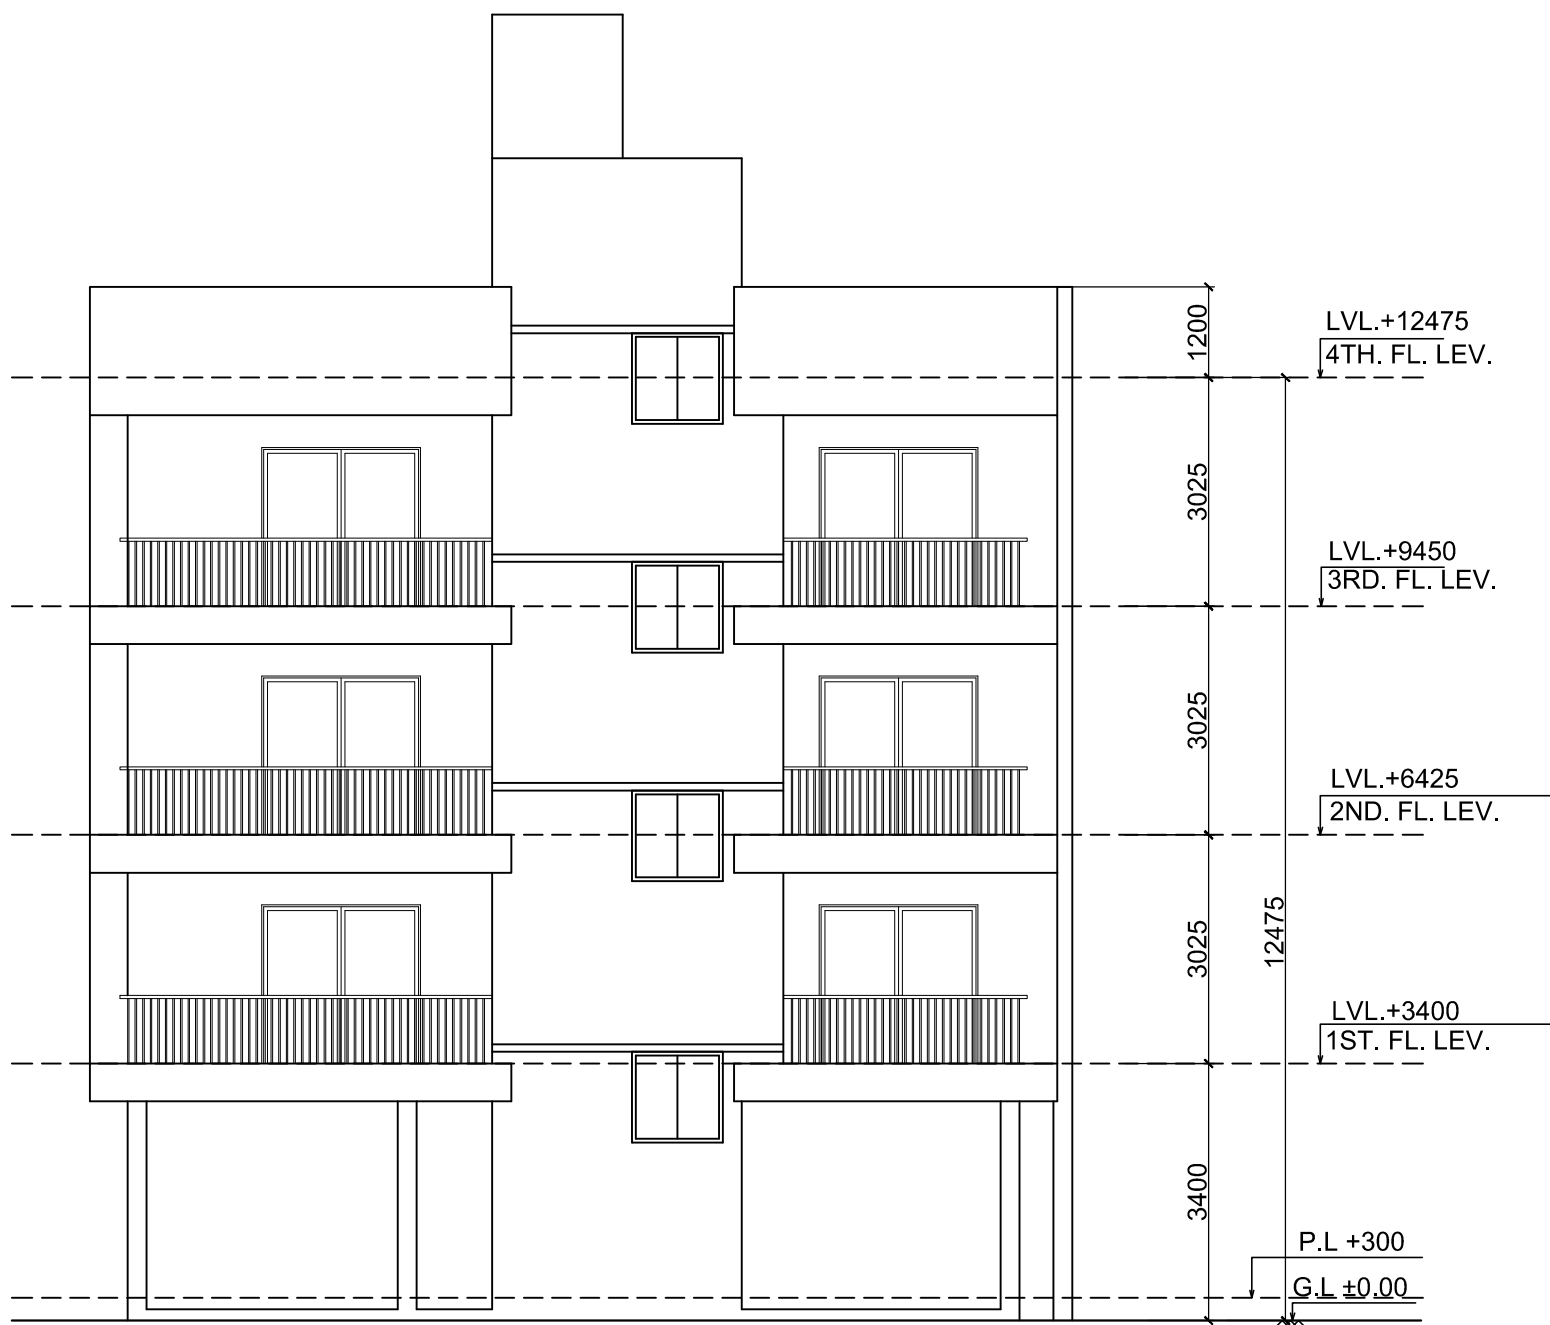 1200
LVL.+12475
4TH. FL. LEV.
3025
LVL.+9450
3RD. FL. LEV.
3025
LVL.+6425
2ND. FL. LEV.
3025
12475
LVL.+3400
1ST. FL. LEV.
3400
P.L +300
G.L ±0.00